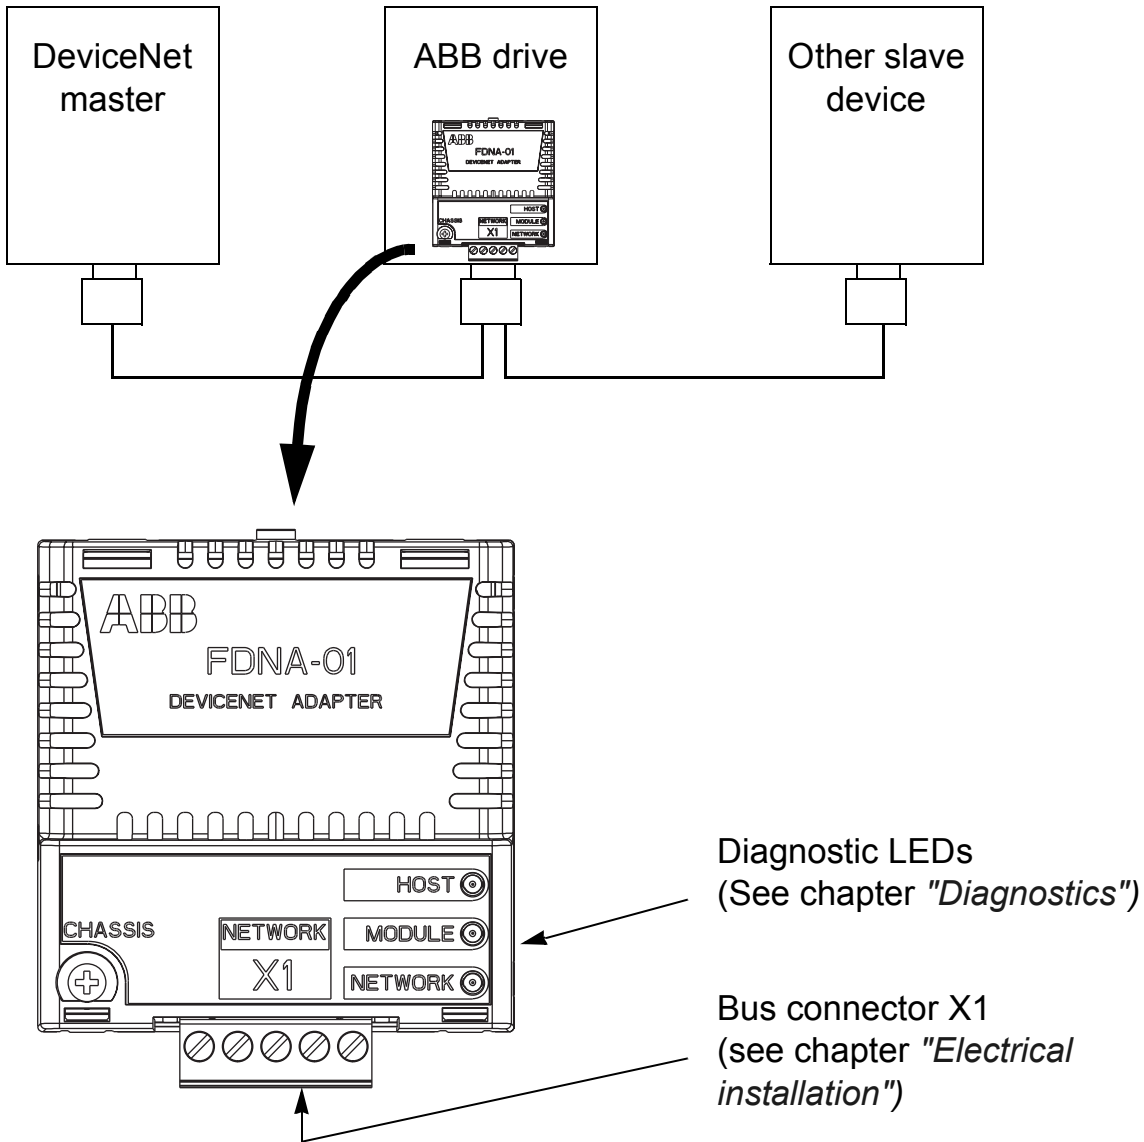 DeviceNet
master
ABB drive
Other slave
device
ABB
FDNA-01
DEVICENET ADAPTER
HOST
CHASSIS
NETWORK
MODULE
X1
NETWORK
ABB
FDNA-01
DEVICENET ADAPTER
HOST
CHASSIS
NETWORK
MODULE
X1
NETWORK
Diagnostic LEDs
(See chapter "Diagnostics")
Bus connector X1
(see chapter "Electrical
installation")